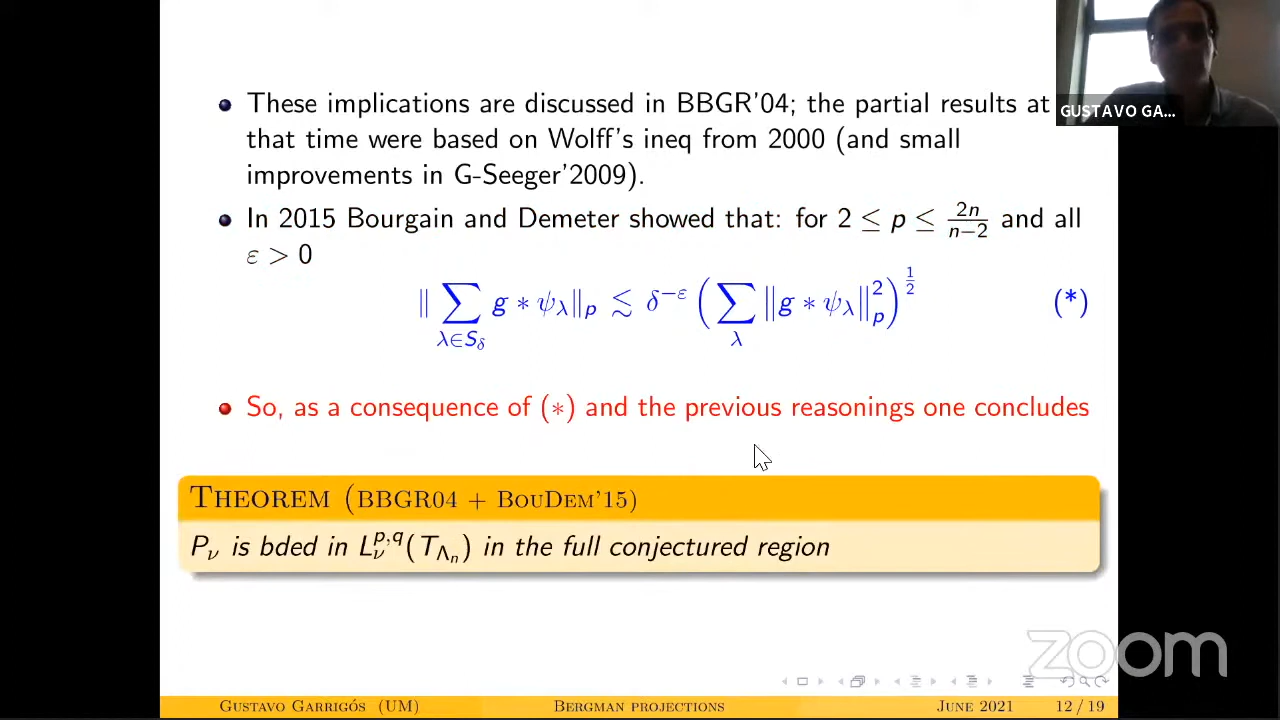 These implications are discussed in BBGR'04; the partial results at
that time were based on Wolff's ineq from 2000 (and small
improvements in G-Seeger'2009).
In 2015 Bourgain and Demeter showed that: for 2 ≤ p ≤ \frac{2n}{n−2} and all
ε > 0
‖ ∑_{λ∈S_δ} g ∗ ψ_λ‖_p ≲ δ^{−ε} ( ∑_λ ‖g ∗ ψ_λ‖_p^2 )^{\frac{1}{2}} (*)
So, as a consequence of (∗) and the previous reasonings one concludes
Theorem (BBGR04 + BouDem'15)
P_ν is bded in L_ν^{p,q}(T_{Λ_n}) in the full conjectured region
GUSTAVO GA...
zoom
Gustavo Garrigós (UM) Bergman projections June 2021 12 / 19